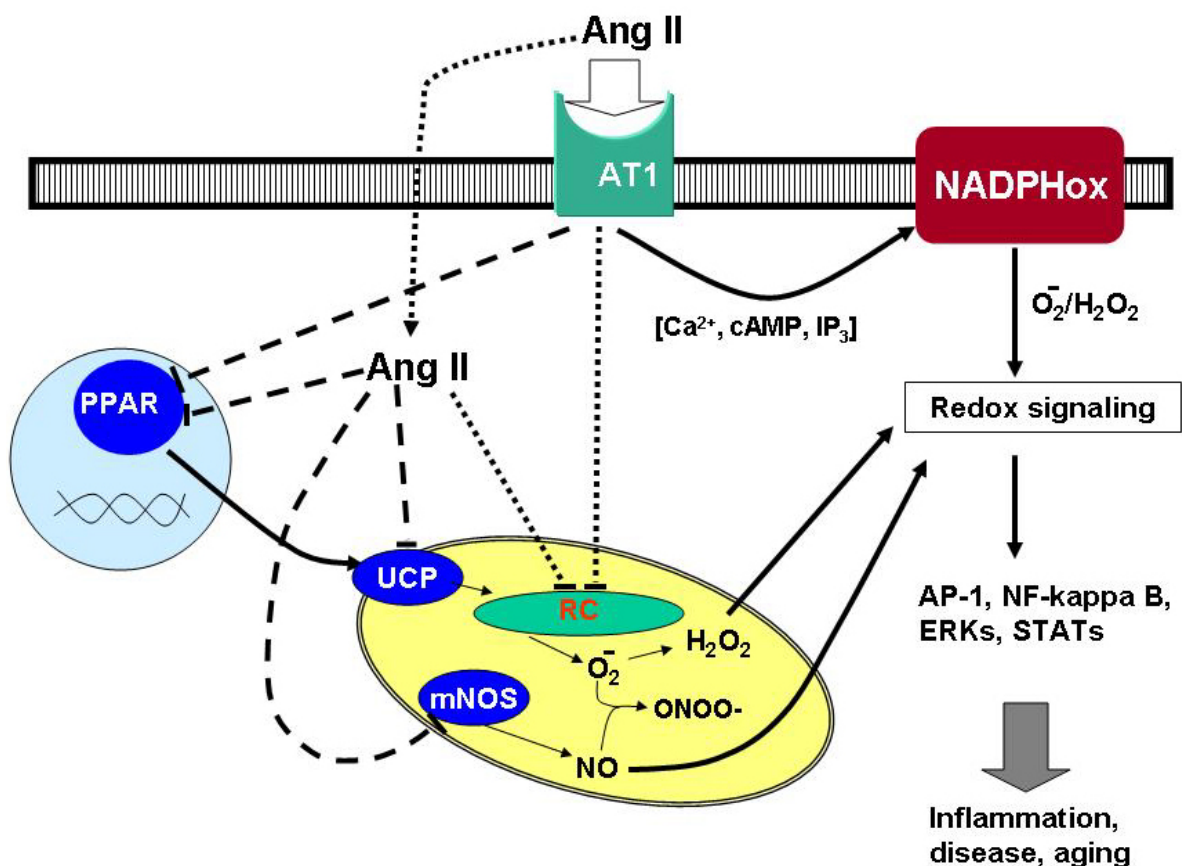 Ang II
AT1
NADPHox
[Ca²⁺, cAMP, IP₃]
O₂⁻/H₂O₂
Ang II
PPAR
Redox signaling
UCP
RC
AP-1, NF-kappa B,
ERKs, STATs
O₂⁻
H₂O₂
mNOS
ONOO-
NO
Inflammation,
disease, aging